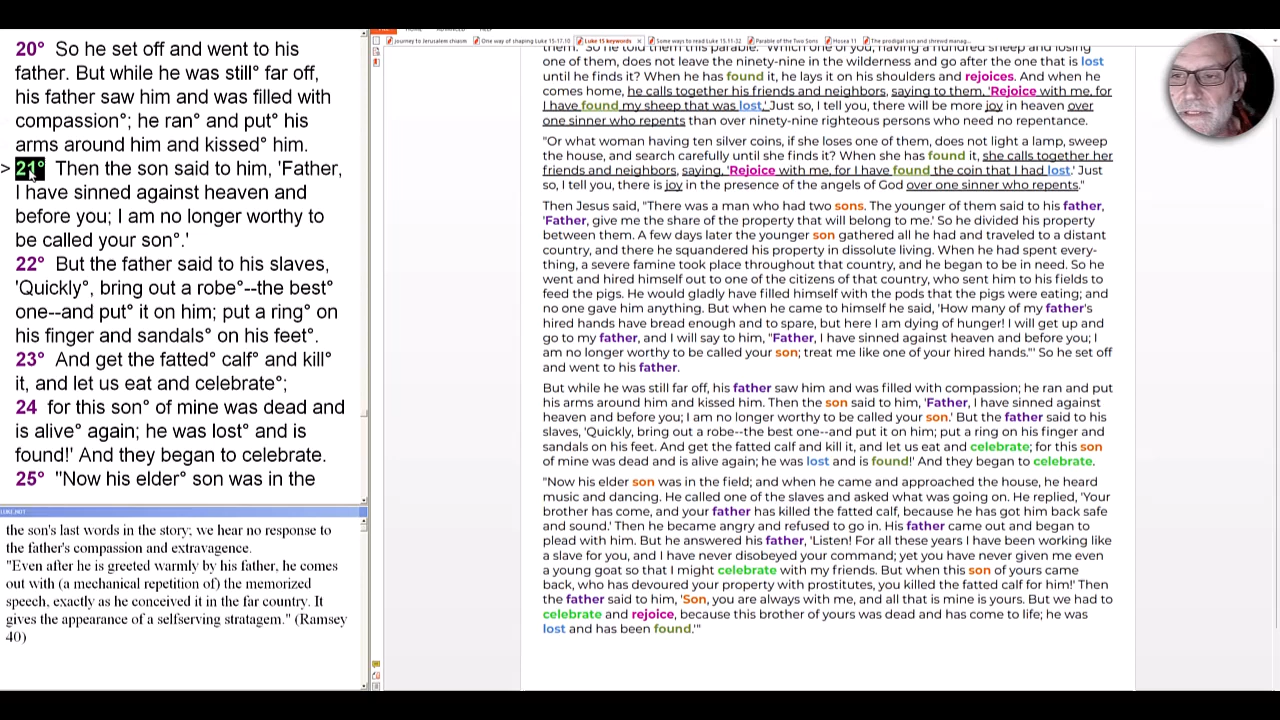 20° So he set off and went to his
father. But while he was still° far off,
his father saw him and was filled with
compassion°; he ran° and put° his
arms around him and kissed° him.
> 21° Then the son said to him, 'Father,
I have sinned against heaven and
before you; I am no longer worthy to
be called your son°.'
22° But the father said to his slaves,
'Quickly°, bring out a robe°--the best°
one--and put° it on him; put a ring° on
his finger and sandals° on his feet°.
23° And get the fatted° calf and kill°
it, and let us eat and celebrate°;
24 for this son° of mine was dead and
is alive° again; he was lost° and is
found!' And they began to celebrate.
25° "Now his elder° son was in the
LUKE.NOT
the son's last words in the story; we hear no response to
the father's compassion and extravagence.
"Even after he is greeted warmly by his father, he comes
out with (a mechanical repetition of) the memorized
speech, exactly as he conceived it in the far country. It
gives the appearance of a selfserving stratagem." (Ramsey
40)
Journey to Jerusalem chiasm
One way of shaping Luke 15-17.10
Luke 15 keywords
Some ways to read Luke 15.11-32
Parable of the Two Sons
Hosea 11
The prodigal son and shrewd manag...
them." So he told them this parable: "Which one of you, having a hundred sheep and losing
one of them, does not leave the ninety-nine in the wilderness and go after the one that is lost
until he finds it? When he has found it, he lays it on his shoulders and rejoices. And when he
comes home, he calls together his friends and neighbors, saying to them, 'Rejoice with me, for
I have found my sheep that was lost.' Just so, I tell you, there will be more joy in heaven over
one sinner who repents than over ninety-nine righteous persons who need no repentance.
"Or what woman having ten silver coins, if she loses one of them, does not light a lamp, sweep
the house, and search carefully until she finds it? When she has found it, she calls together her
friends and neighbors, saying, 'Rejoice with me, for I have found the coin that I had lost.' Just
so, I tell you, there is joy in the presence of the angels of God over one sinner who repents."
Then Jesus said, "There was a man who had two sons. The younger of them said to his father,
'Father, give me the share of the property that will belong to me.' So he divided his property
between them. A few days later the younger son gathered all he had and traveled to a distant
country, and there he squandered his property in dissolute living. When he had spent every-
thing, a severe famine took place throughout that country, and he began to be in need. So he
went and hired himself out to one of the citizens of that country, who sent him to his fields to
feed the pigs. He would gladly have filled himself with the pods that the pigs were eating; and
no one gave him anything. But when he came to himself he said, 'How many of my father's
hired hands have bread enough and to spare, but here I am dying of hunger! I will get up and
go to my father, and I will say to him, "Father, I have sinned against heaven and before you; I
am no longer worthy to be called your son; treat me like one of your hired hands."' So he set off
and went to his father.
But while he was still far off, his father saw him and was filled with compassion; he ran and put
his arms around him and kissed him. Then the son said to him, 'Father, I have sinned against
heaven and before you; I am no longer worthy to be called your son.' But the father said to his
slaves, 'Quickly, bring out a robe--the best one--and put it on him; put a ring on his finger and
sandals on his feet. And get the fatted calf and kill it, and let us eat and celebrate; for this son
of mine was dead and is alive again; he was lost and is found!' And they began to celebrate.
"Now his elder son was in the field; and when he came and approached the house, he heard
music and dancing. He called one of the slaves and asked what was going on. He replied, 'Your
brother has come, and your father has killed the fatted calf, because he has got him back safe
and sound.' Then he became angry and refused to go in. His father came out and began to
plead with him. But he answered his father, 'Listen! For all these years I have been working like
a slave for you, and I have never disobeyed your command; yet you have never given me even
a young goat so that I might celebrate with my friends. But when this son of yours came
back, who has devoured your property with prostitutes, you killed the fatted calf for him!' Then
the father said to him, 'Son, you are always with me, and all that is mine is yours. But we had to
celebrate and rejoice, because this brother of yours was dead and has come to life; he was
lost and has been found.'"